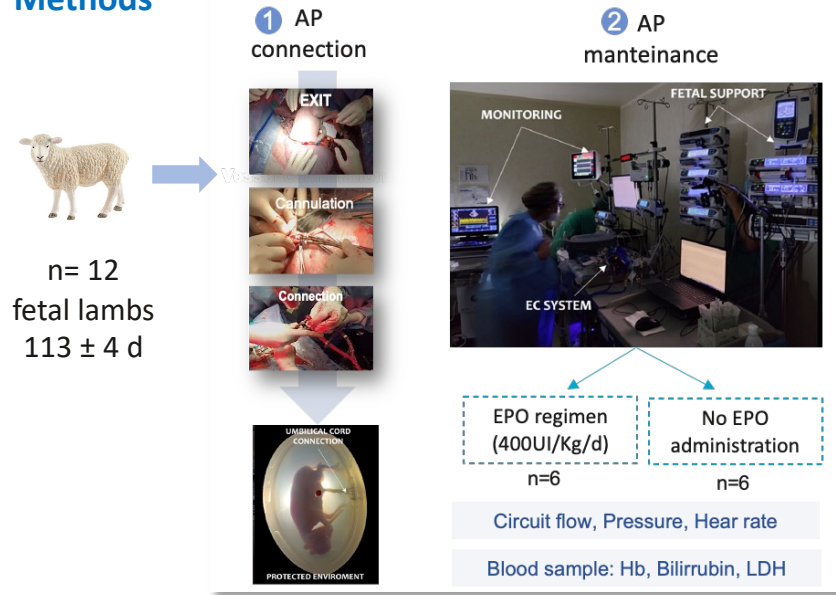 Methods
1 AP
connection
2 AP
manteinance
n= 12
fetal lambs
113 ± 4 d
EXIT
Cannulation
Connection
UMBILICAL CORD
CONNECTION
PROTECTED ENVIROMENT
MONITORING
FETAL SUPPORT
EC SYSTEM
EPO regimen
(400UI/Kg/d)
n=6
No EPO
administration
n=6
Circuit flow, Pressure, Hear rate
Blood sample: Hb, Bilirrubin, LDH